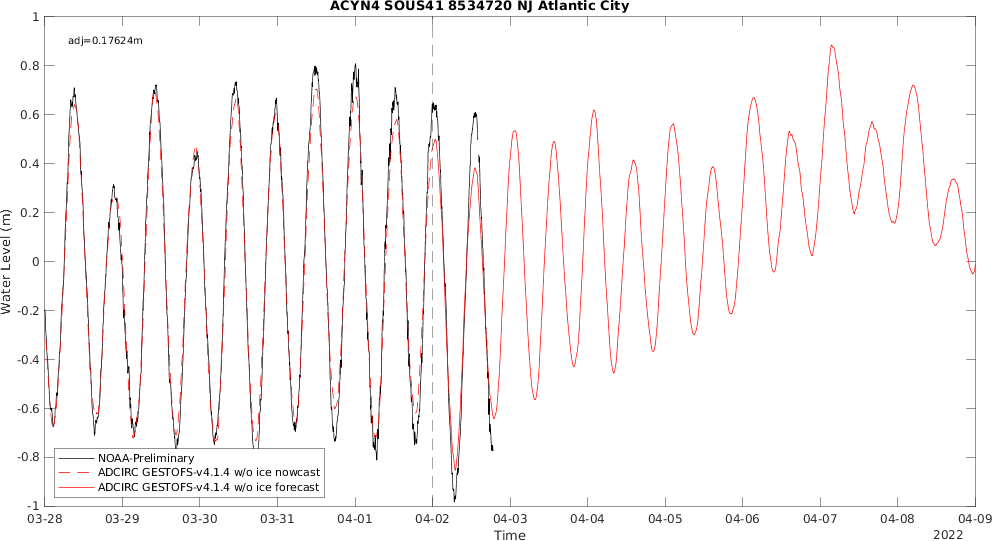 ACYN4 SOUS41 8534720 NJ Atlantic City
adj=0.17624m
Water Level (m)
1
0.8
0.6
0.4
0.2
0
-0.2
-0.4
-0.6
-0.8
-1
NOAA-Preliminary
ADCIRC GESTOFS-v4.1.4 w/o ice nowcast
ADCIRC GESTOFS-v4.1.4 w/o ice forecast
03-28 03-29 03-30 03-31 04-01 04-02 04-03 04-04 04-05 04-06 04-07 04-08 04-09
Time
2022